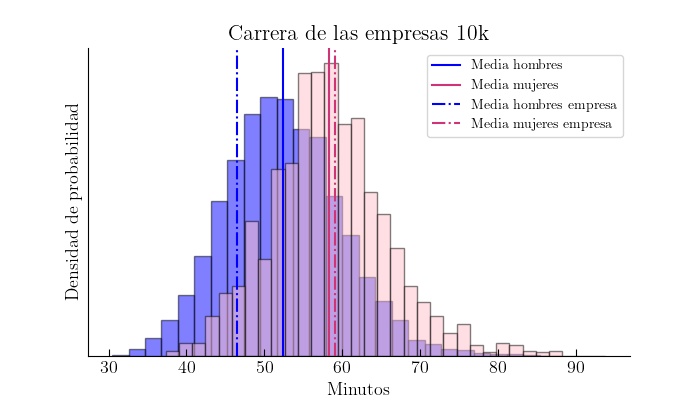 Carrera de las empresas 10k
Media hombres
Media mujeres
Media hombres empresa
Media mujeres empresa
Densidad de probabilidad
30 40 50 60 70 80 90
Minutos